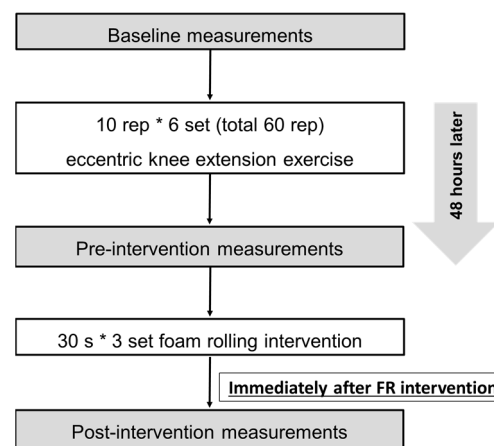 Baseline measurements
10 rep * 6 set (total 60 rep)
eccentric knee extension exercise
48 hours later
Pre-intervention measurements
30 s * 3 set foam rolling intervention
Immediately after FR intervention
Post-intervention measurements